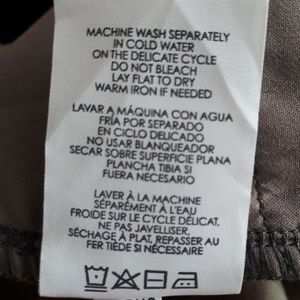 MACHINE WASH SEPARATELY
IN COLD WATER
ON THE DELICATE CYCLE
DO NOT BLEACH
LAY FLAT TO DRY
WARM IRON IF NEEDED
LAVAR A MÁQUINA CON AGUA
FRÍA POR SEPARADO
EN CICLO DELICADO
NO USAR BLANQUEADOR
SECAR SOBRE SUPERFICIE PLANA
PLANCHA TIBIA SI
FUERA NECESARIO
LAVER À LA MACHINE
SÉPARÉMENT À L'EAU
FROIDE SUR LE CYCLE DÉLICAT.
NE PAS JAVELLISER,
SÉCHAGE À PLAT, REPASSER AU
FER TIÈDE SI NÉCESSAIRE